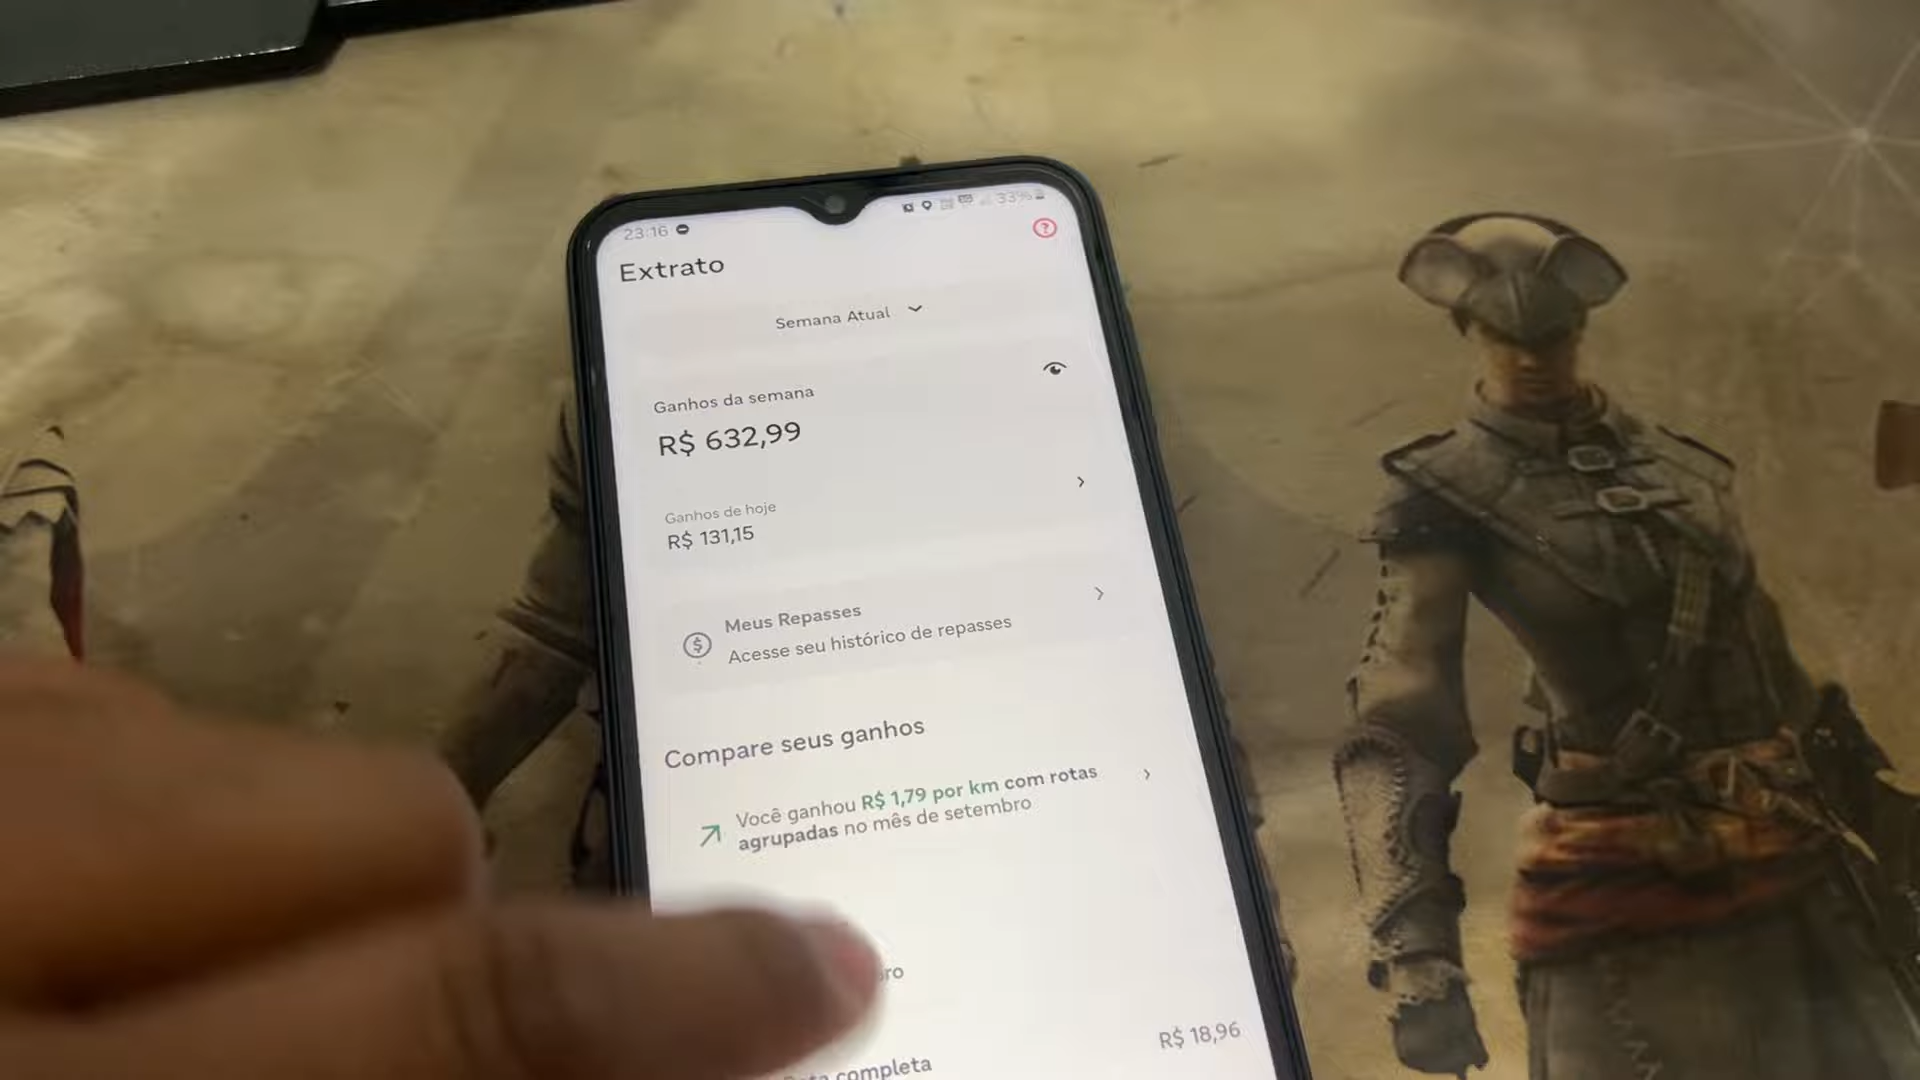 23:16
33%
Extrato
Semana Atual
Ganhos da semana
R$ 632,99
Ganhos de hoje
R$ 131,15
Meus Repasses
Acesse seu histórico de repasses
Compare seus ganhos
Você ganhou R$ 1,79 por km com rotas
agrupadas no mês de setembro
R$ 18,96
completa